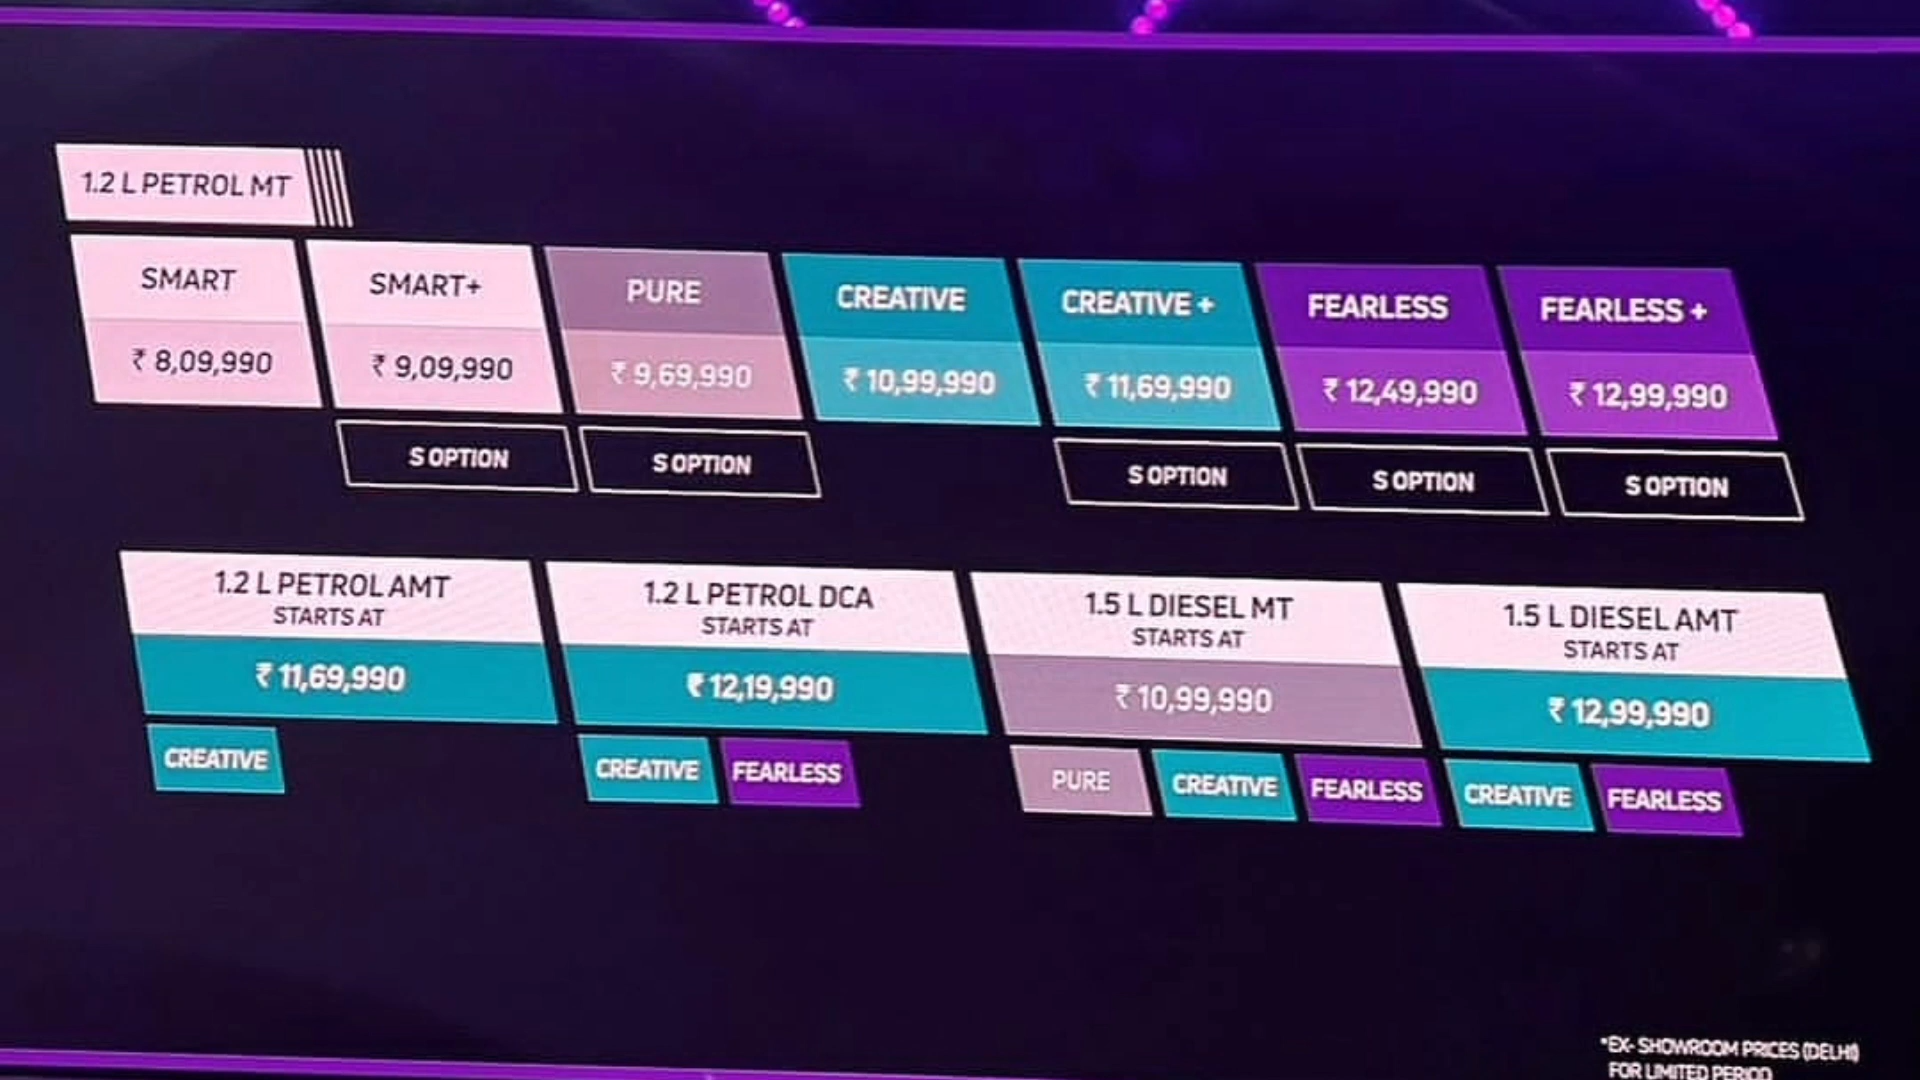 1.2 L PETROL MT
SMART
SMART+
PURE
CREATIVE
CREATIVE +
FEARLESS
FEARLESS +
₹ 8,09,990
₹ 9,09,990
₹ 9,69,990
₹ 10,99,990
₹ 11,69,990
₹ 12,49,990
₹ 12,99,990
S OPTION
S OPTION
S OPTION
S OPTION
S OPTION
1.2 L PETROL AMT
STARTS AT
₹ 11,69,990
CREATIVE
1.2 L PETROL DCA
STARTS AT
₹ 12,19,990
CREATIVE
FEARLESS
1.5 L DIESEL MT
STARTS AT
₹ 10,99,990
PURE
CREATIVE
FEARLESS
1.5 L DIESEL AMT
STARTS AT
₹ 12,99,990
CREATIVE
FEARLESS
*EX- SHOWROOM PRICES (DELHI)
FOR LIMITED PERIOD